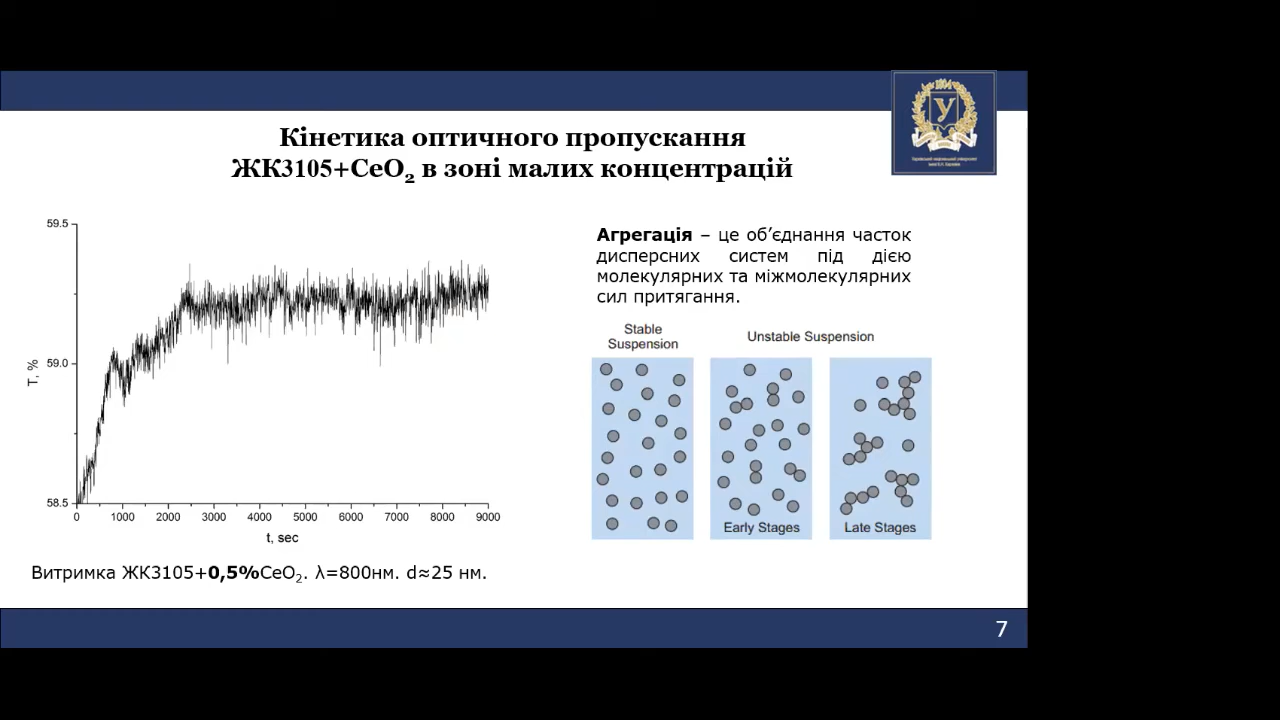 Кінетика оптичного пропускання
ЖК3105+CeO₂ в зоні малих концентрацій
У
59.5
59.0
58.5
T, %
0 1000 2000 3000 4000 5000 6000 7000 8000 9000
t, sec
Витримка ЖК3105+0,5%CeO₂. λ=800нм. d≈25 нм.
Агрегація – це об’єднання часток
дисперсних систем під дією
молекулярних та міжмолекулярних
сил притягання.
Stable
Suspension
Unstable Suspension
Early Stages
Late Stages
7